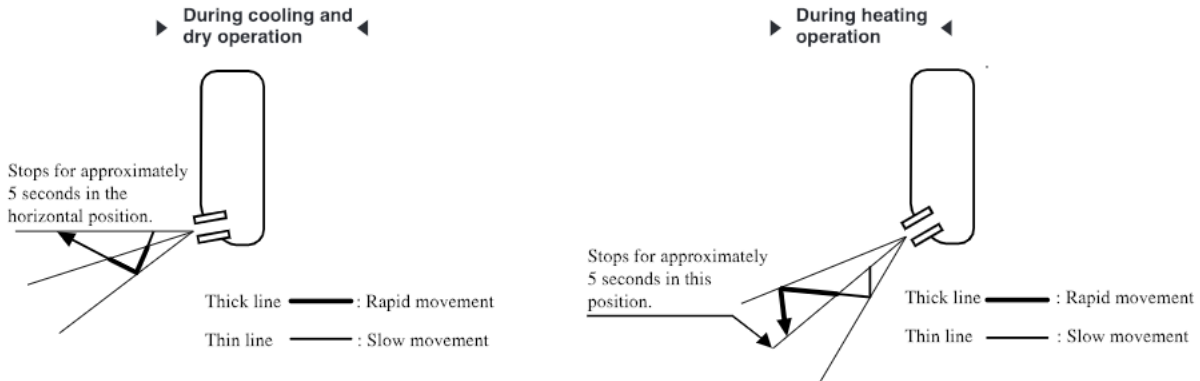 During cooling and
dry operation
Stops for approximately
5 seconds in the
horizontal position.
Thick line : Rapid movement
Thin line : Slow movement
During heating
operation
Stops for approximately
5 seconds in this
position.
Thick line : Rapid movement
Thin line : Slow movement